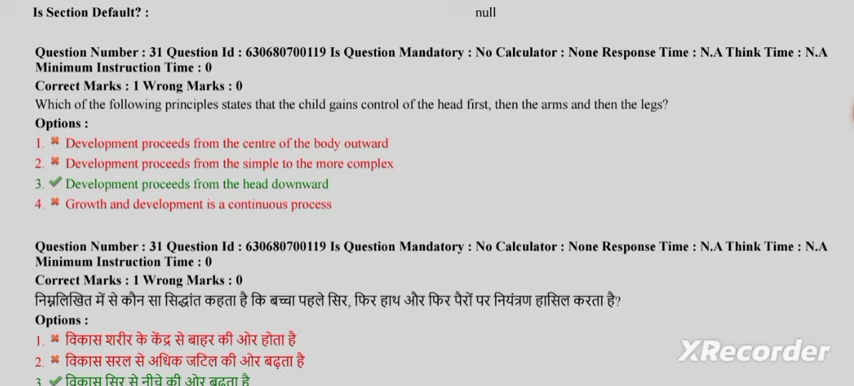 Is Section Default? : null
Question Number : 31 Question Id : 630680700119 Is Question Mandatory : No Calculator : None Response Time : N.A Think Time : N.A
Minimum Instruction Time : 0
Correct Marks : 1 Wrong Marks : 0
Which of the following principles states that the child gains control of the head first, then the arms and then the legs?
Options :
1. Development proceeds from the centre of the body outward
2. Development proceeds from the simple to the more complex
3. Development proceeds from the head downward
4. Growth and development is a continuous process
Question Number : 31 Question Id : 630680700119 Is Question Mandatory : No Calculator : None Response Time : N.A Think Time : N.A
Minimum Instruction Time : 0
Correct Marks : 1 Wrong Marks : 0
निम्नलिखित में से कौन सा सिद्धांत कहता है कि बच्चा पहले सिर, फिर हाथ और फिर पैरों पर नियंत्रण हासिल करता है?
Options :
1. विकास शरीर के केंद्र से बाहर की ओर होता है
2. विकास सरल से अधिक जटिल की ओर बढ़ता है
3. विकास सिर से नीचे की ओर बढ़ता है
XRecorder